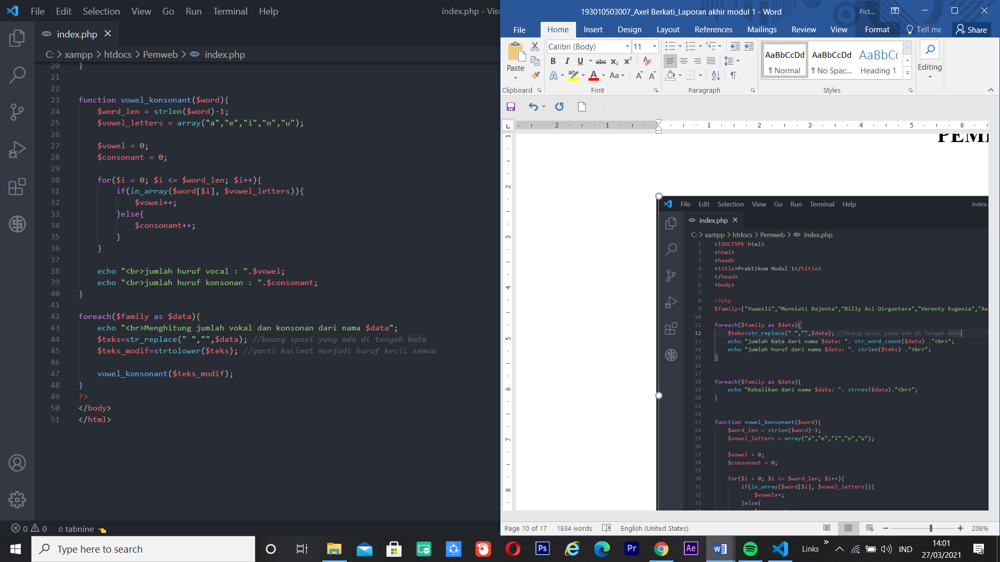 File Edit Selection View Go Run Terminal Help index.php - Visu
index.php
C: > xampp > htdocs > Pemweb > index.php
20 }
21
22
23 function vowel_konsonant($word){
24 $word_len = strlen($word)-1;
25 $vowel_letters = array("a","e","i","o","u");
26
27 $vowel = 0;
28 $consonant = 0;
29
30 for($i = 0; $i <= $word_len; $i++){
31 if(in_array($word[$i], $vowel_letters)){
32 $vowel++;
33 }else{
34 $consonant++;
35 }
36 }
37
38 echo "<br>jumlah huruf vocal : ".$vowel;
39 echo "<br>jumlah huruf konsonan : ".$consonant;
40 }
41
42 foreach($family as $data){
43 echo "<br>Menghitung jumlah vokal dan konsonan dari nama $data";
44 $teks=str_replace(" ","",$data); //buang spasi yang ada di tengah kata
45 $teks_modif=strtolower($teks); //ganti kalimat menjadi huruf kecil semua
46
47 vowel_konsonant($teks_modif);
48 }
49 ?>
50 </body>
51 </html>
0 0 tabnine
193010503007_Axel Berkati_Laporan akhir modul 1 - Word Pict...
File Home Insert Design Layout References Mailings Review View Format Tell me Share
Paste
Clipboard
Calibri (Body) 11
B I U abc x₂ x²
A ab A Aa A A
Font
Paragraph
AaBbCcDd AaBbCcDd AaBbCc
¶ Normal ¶ No Spac... Heading 1
Styles
Editing
2 1 1 2 3 4 5 6
1
2
3
4
5
6
7
8
File Edit Selection View Go Run Terminal Help index.
index.php
C: > xampp > htdocs > Pemweb > index.php
1 <!DOCTYPE html>
2 <html>
3 <head>
4 <title>Praktikum Modul 1</title>
5 </head>
6 <body>
7
8 <?php
9 $family=["Yuwesli","Murniati Bajenta","Billy Asi Dirgantara","Verenty Eugenia","Axe
10
11 foreach($family as $data){
12 $teks=str_replace(" ","",$data); //buang spasi yang ada di tengah kata
13 echo "jumlah kata dari nama $data: ". str_word_count($data) ."<br>";
14 echo "jumlah huruf dari nama $data: ". strlen($teks) ."<br>";
15 }
16
17
18 foreach($family as $data){
19 echo "Kebalikan dari nama $data: ". strrev($data)."<br>";
20 }
21
22
23 function vowel_konsonant($word){
24 $word_len = strlen($word)-1;
25 $vowel_letters = array("a","e","i","o","u");
26
27 $vowel = 0;
28 $consonant = 0;
29
30 for($i = 0; $i <= $word_len; $i++){
31 if(in_array($word[$i], $vowel_letters)){
32 $vowel++;
33 }else{
Page 10 of 17 1834 words English (United States) 206%
Type here to search
Ps Pr Ae Links IND
14:01
27/03/2021